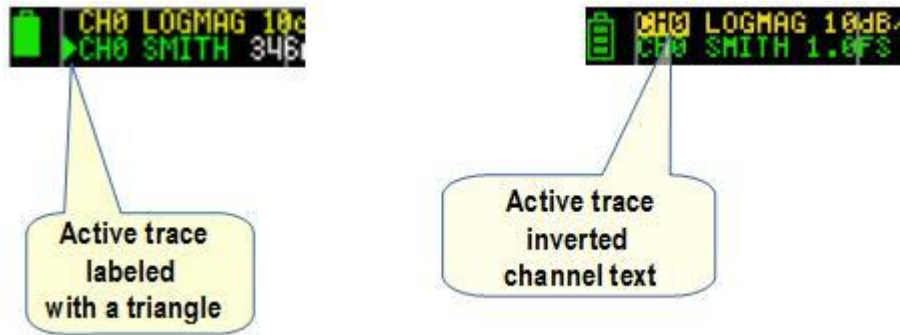 CH0 LOGMAG 10
▶CH0 SMITH 346
CH0 LOGMAG 10dB/
CH0 SMITH 1.0FS
Active trace
labeled
with a triangle
Active trace
inverted
channel text